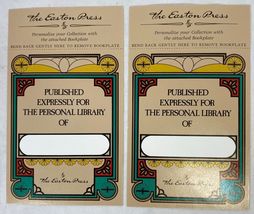 The Easton Press
Personalize your Collection with
the attached Bookplate
BEND BACK GENTLY HERE TO REMOVE BOOKPLATE
PUBLISHED
EXPRESSLY FOR
THE PERSONAL LIBRARY
OF
By
The Easton Press
The Easton Press
Personalize your Collection with
the attached Bookplate
BEND BACK GENTLY HERE TO REMOVE BOOKPLATE
PUBLISHED
EXPRESSLY FOR
THE PERSONAL LIBRARY
OF
By
The Easton Press